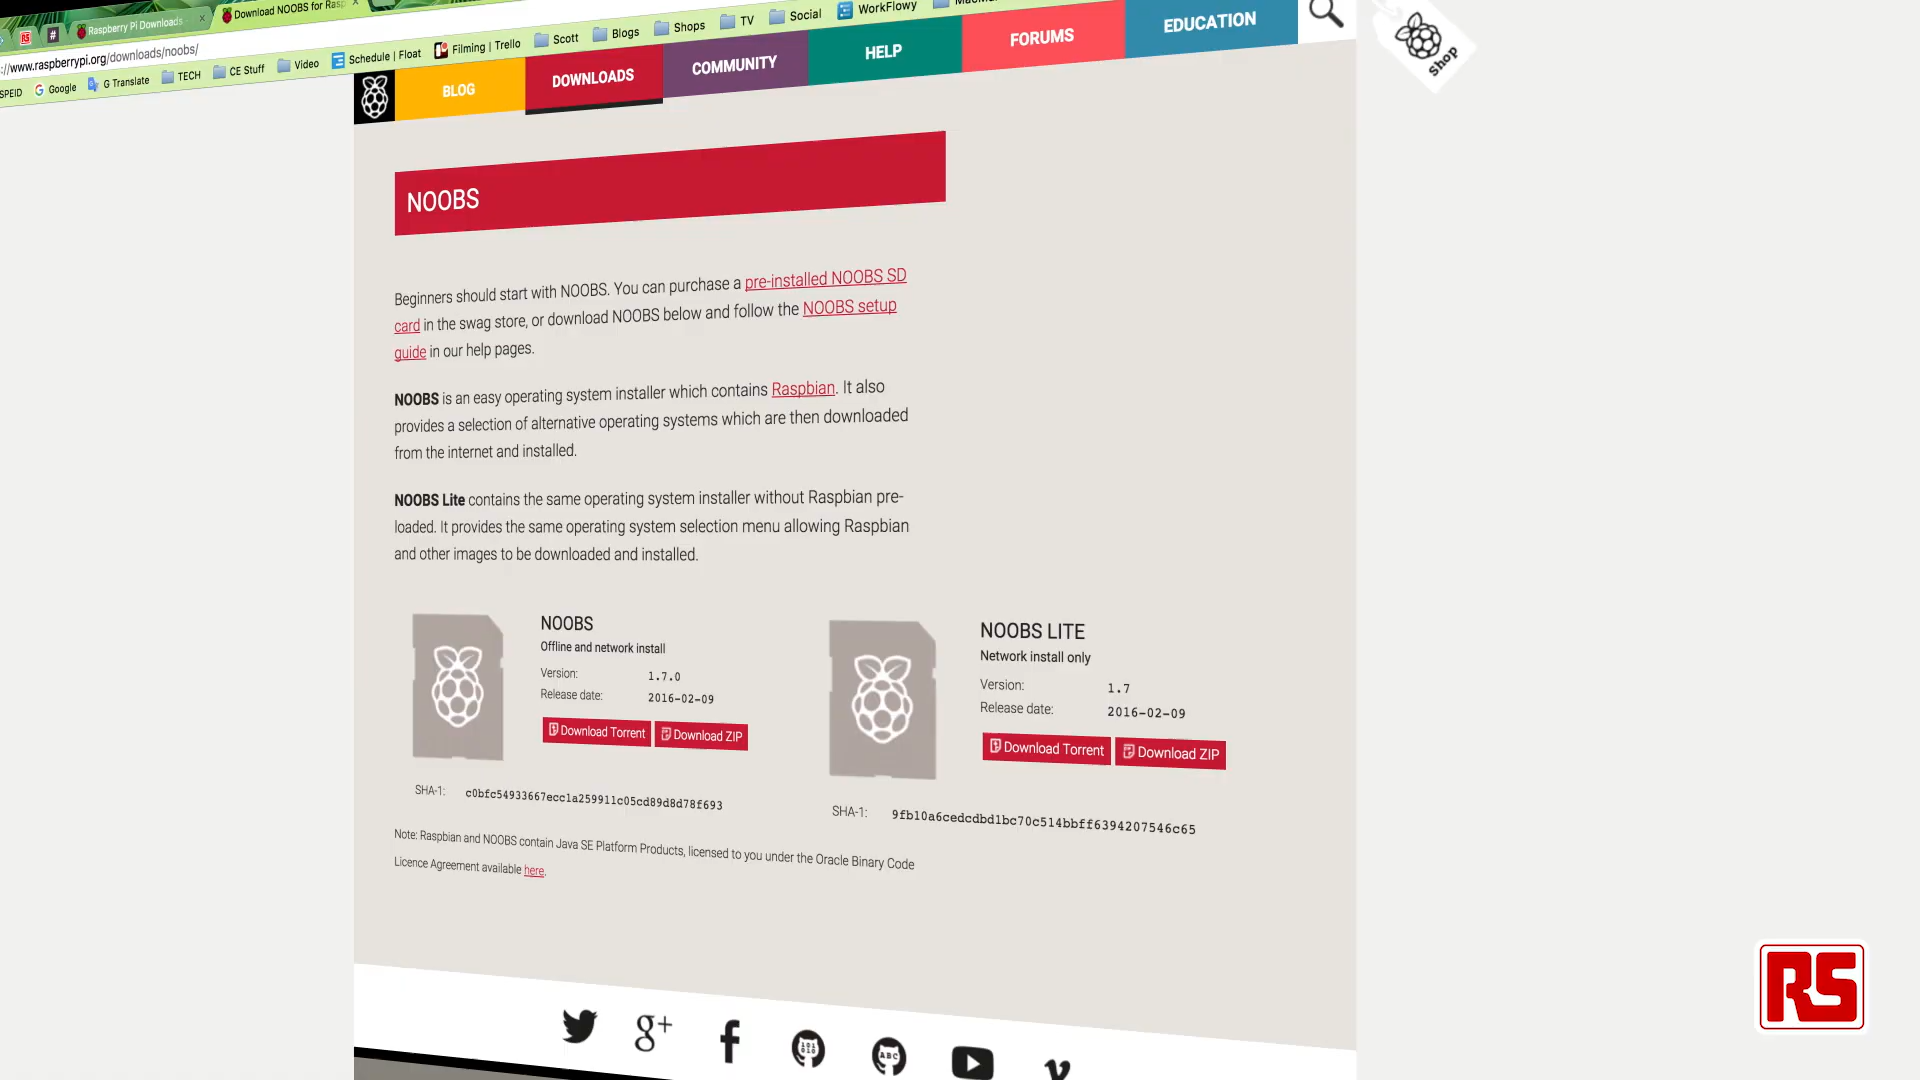 Raspberry Pi Downloads
Download NOOBS for Rasp
://www.raspberrypi.org/downloads/noobs/
SPEID
Google
G Translate
TECH
CE Stuff
Video
Schedule | Float
Filming | Trello
Scott
Blogs
Shops
TV
Social
WorkFlowy
BLOG
DOWNLOADS
COMMUNITY
HELP
FORUMS
EDUCATION
Shop
NOOBS
Beginners should start with NOOBS. You can purchase a pre-installed NOOBS SD
card in the swag store, or download NOOBS below and follow the NOOBS setup
guide in our help pages.
NOOBS is an easy operating system installer which contains Raspbian. It also
provides a selection of alternative operating systems which are then downloaded
from the internet and installed.
NOOBS Lite contains the same operating system installer without Raspbian pre-
loaded. It provides the same operating system selection menu allowing Raspbian
and other images to be downloaded and installed.
NOOBS
Offline and network install
Version: 1.7.0
Release date: 2016-02-09
Download Torrent Download ZIP
SHA-1: c0bfc54933667ecc1a259911c05cd89d8d78f693
NOOBS LITE
Network install only
Version: 1.7
Release date: 2016-02-09
Download Torrent Download ZIP
SHA-1: 9fb10a6cedcdbd1bc70c514bbff6394207546c65
Note: Raspbian and NOOBS contain Java SE Platform Products, licensed to you under the Oracle Binary Code
Licence Agreement available here.
g+
101
010
ABC
RS